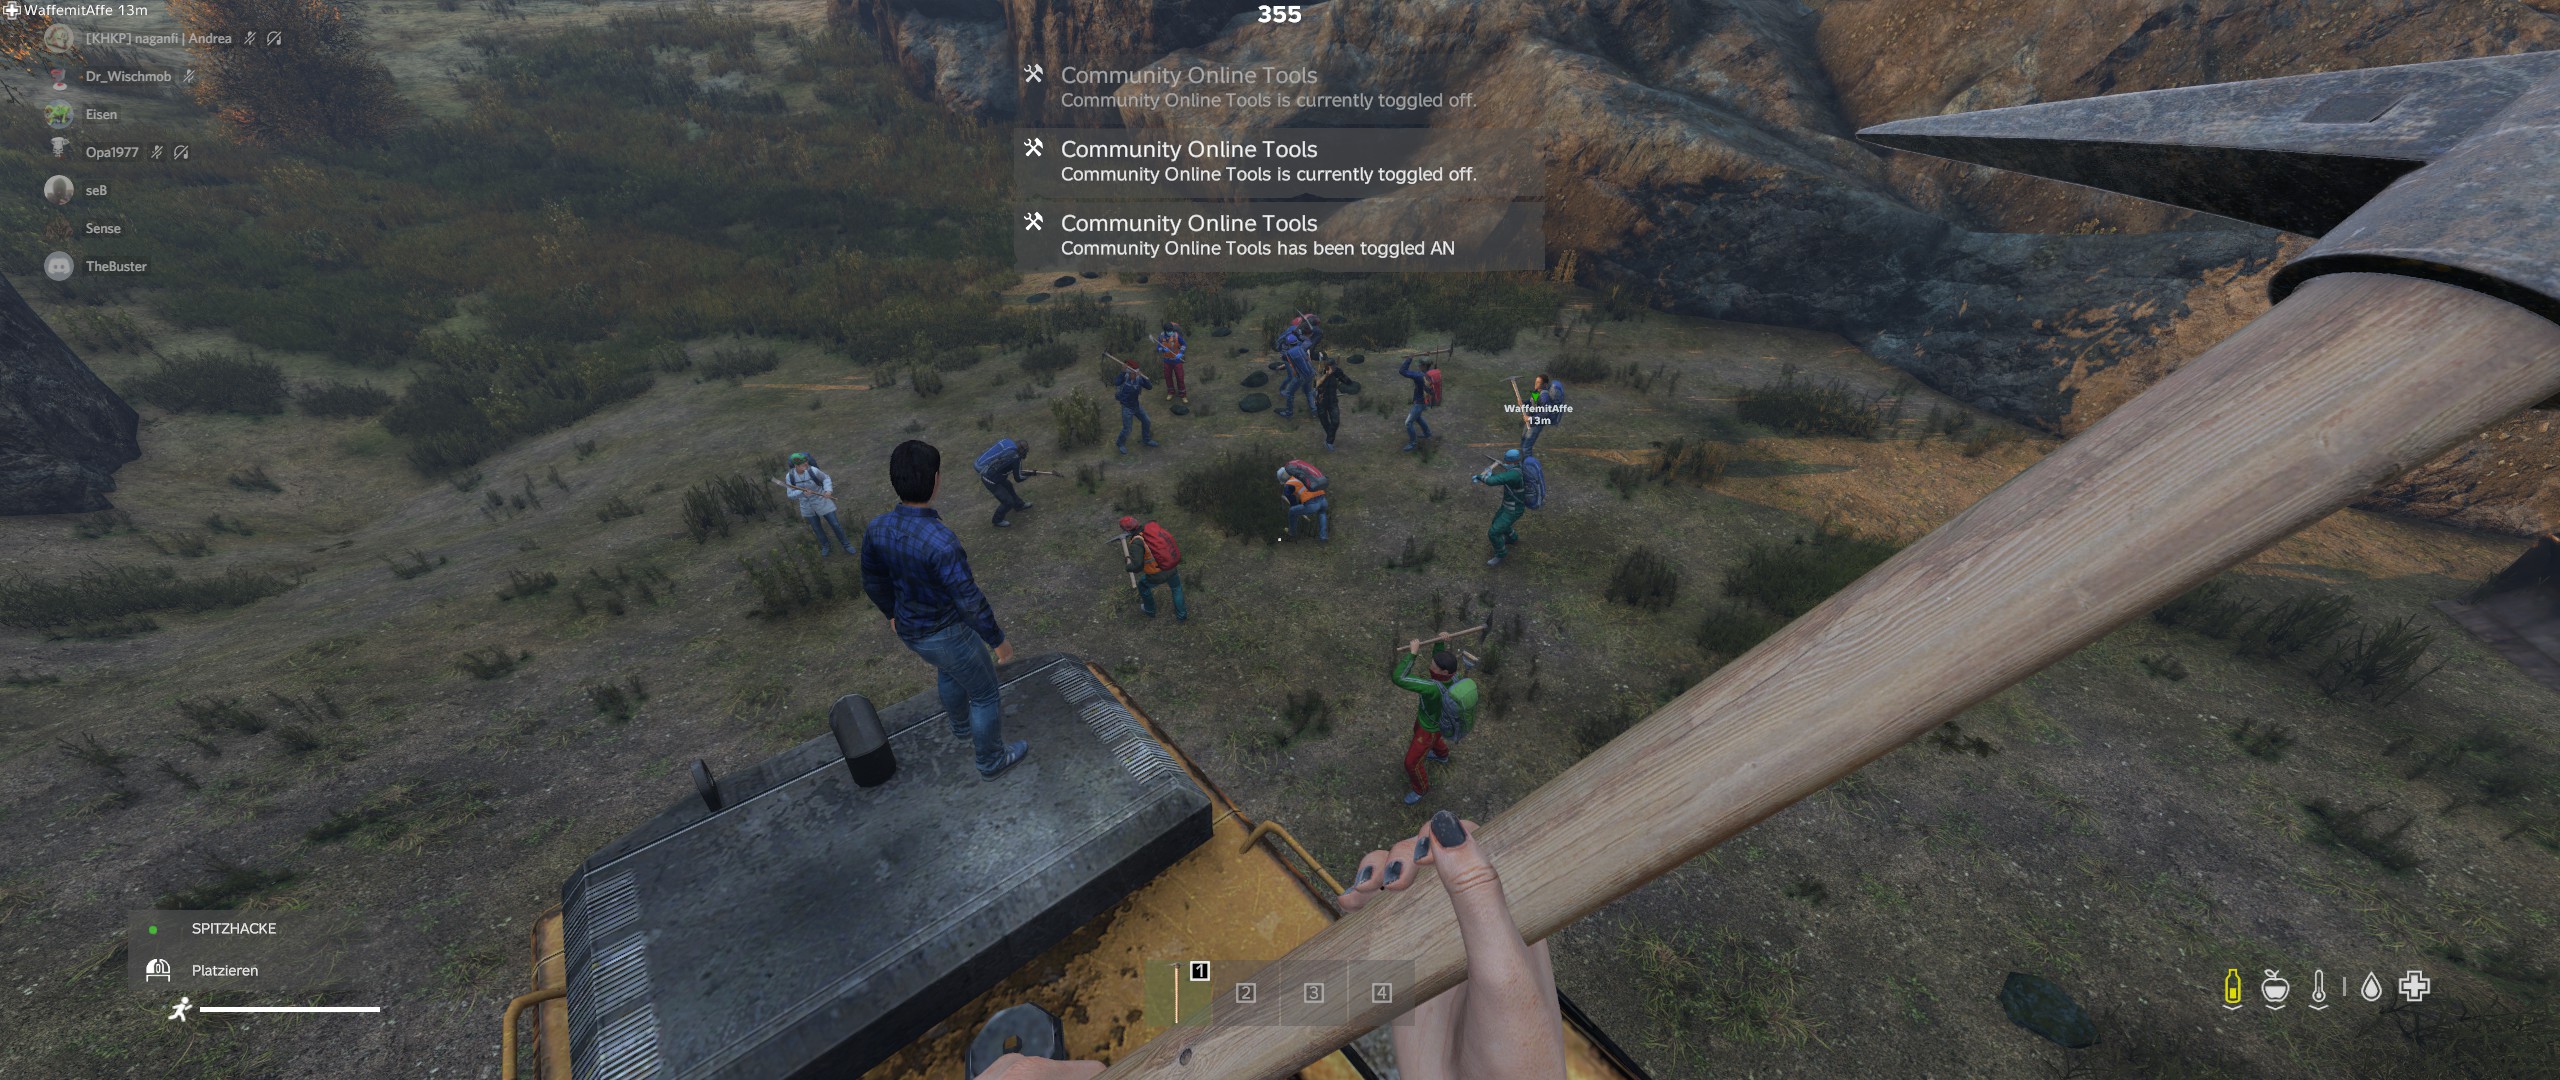 WaffemitAffe 13m
355
[KHKP] naganfi | Andrea
Dr_Wischmob
Eisen
Opa1977
seB
Sense
TheBuster
Community Online Tools
Community Online Tools is currently toggled off.
Community Online Tools
Community Online Tools is currently toggled off.
Community Online Tools
Community Online Tools has been toggled AN
WaffemitAffe
13m
SPITZHACKE
Platzieren
1
2
3
4